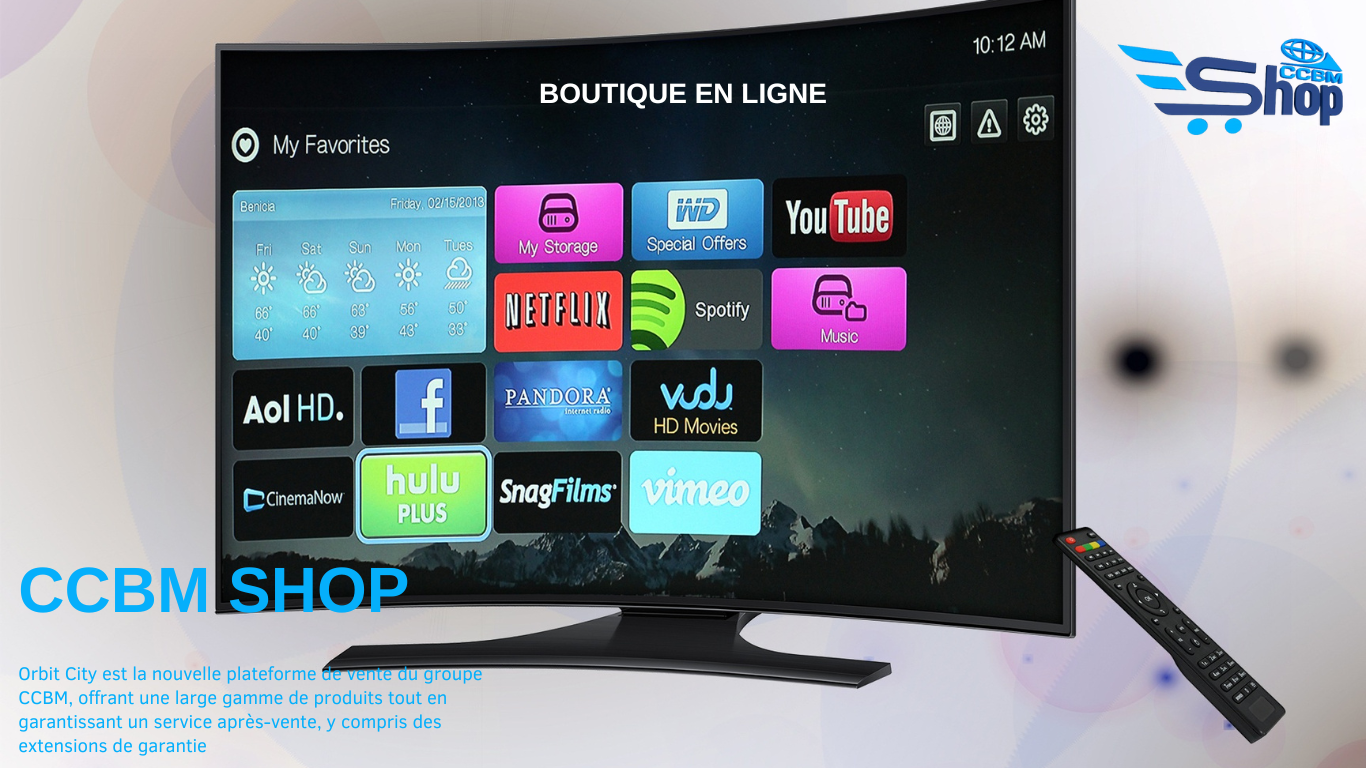 10:12 AM
BOUTIQUE EN LIGNE
Shop
CCBM
My Favorites
Benicia
Friday, 02/15/2013
Fri Sat Sun Mon Tues
66° 66° 63° 56° 50°
40° 40° 39° 43° 33°
My Storage
WD
Special Offers
YouTube
NETFLIX
Spotify
Music
Aol HD.
f
PANDORA
internet radio
vudu
HD Movies
CinemaNow
hulu
PLUS
SnagFilms
vimeo
CCBM SHOP
Orbit City est la nouvelle plateforme de vente du groupe
CCBM, offrant une large gamme de produits tout en
garantissant un service après-vente, y compris des
extensions de garantie